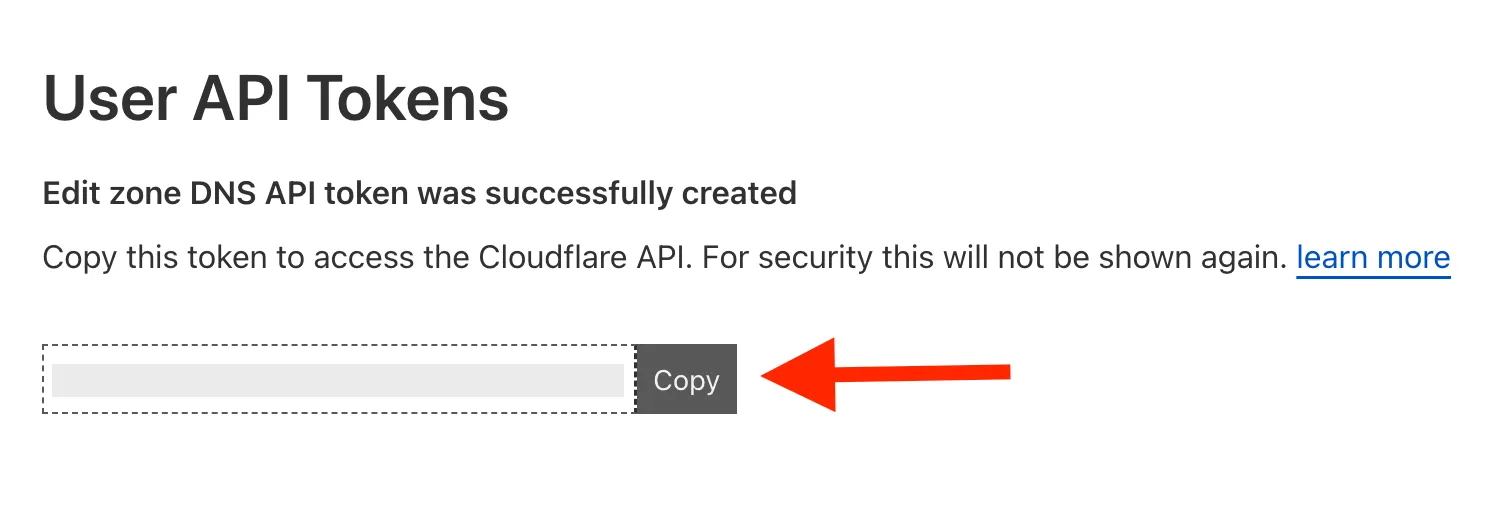 User API Tokens
Edit zone DNS API token was successfully created
Copy this token to access the Cloudflare API. For security this will not be shown again. learn more
Copy